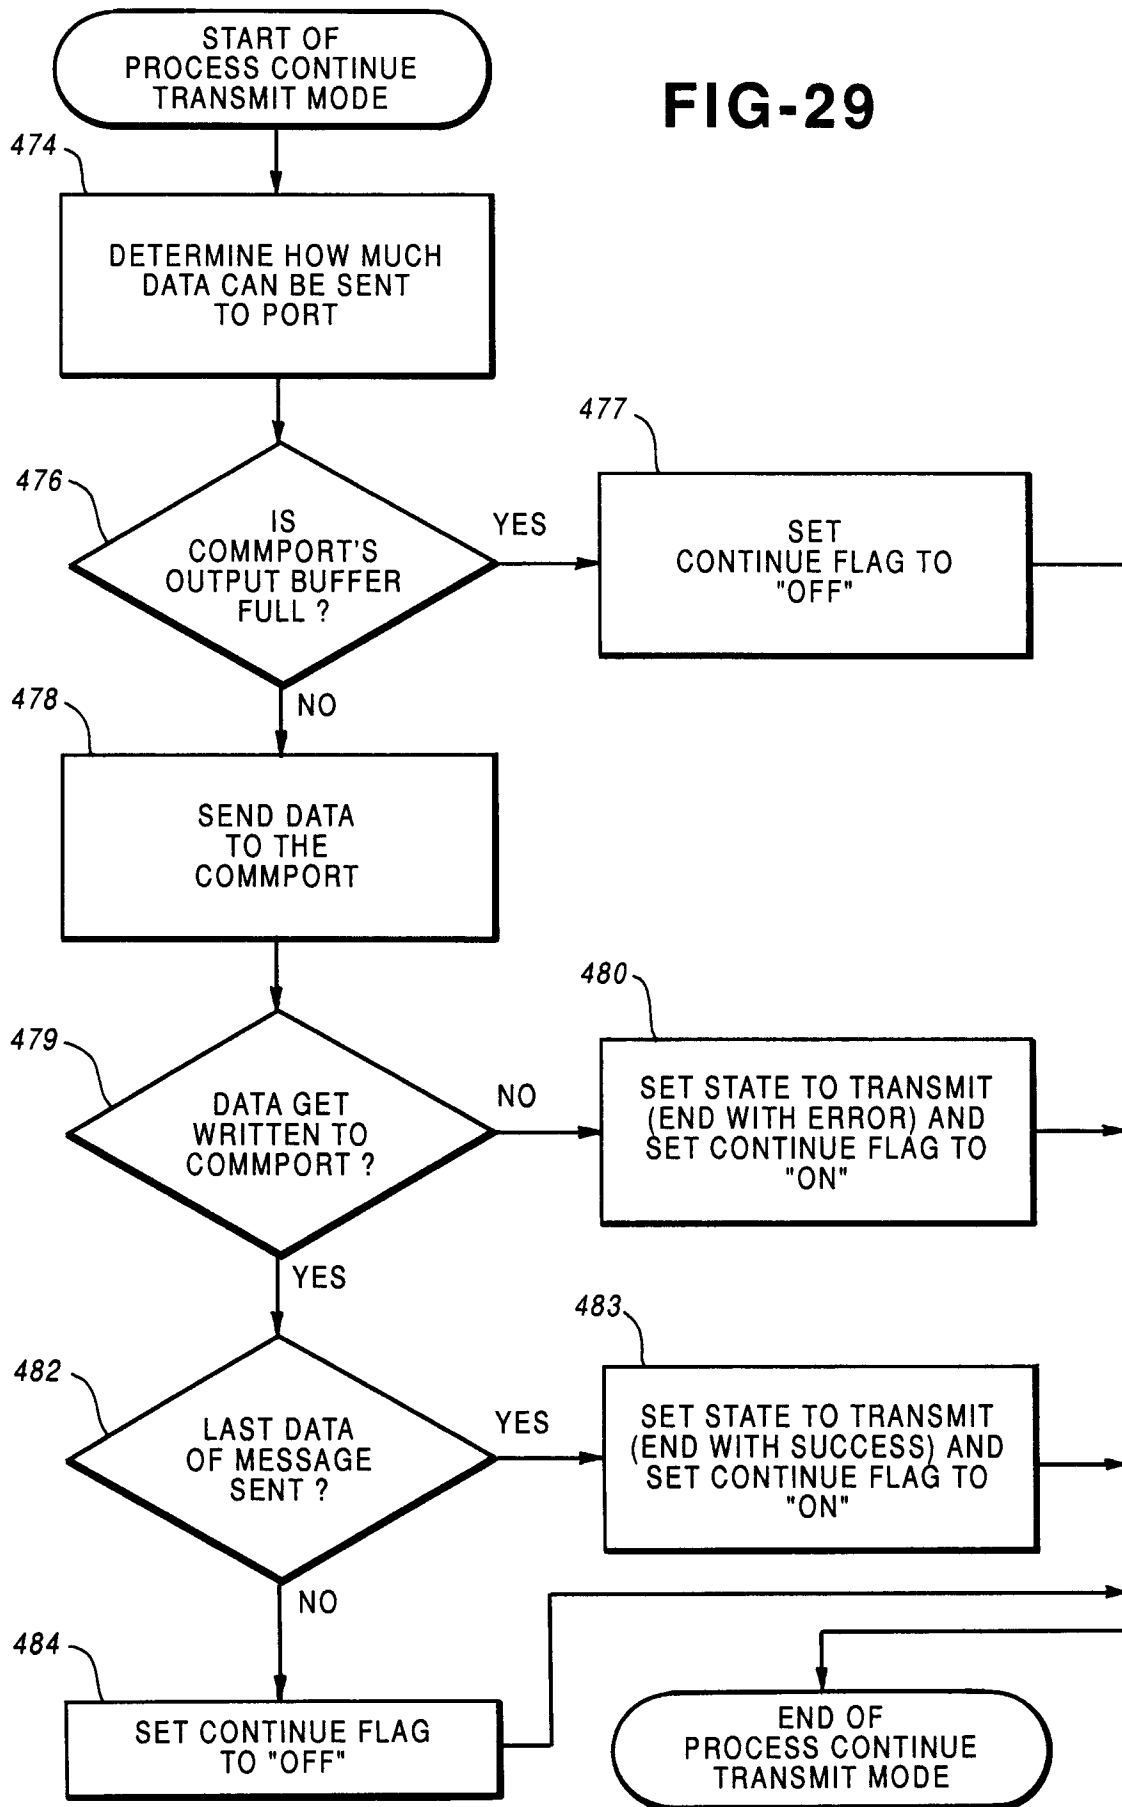 START OF
PROCESS CONTINUE
TRANSMIT MODE
FIG-29
474
DETERMINE HOW MUCH
DATA CAN BE SENT
TO PORT
476
IS
COMMPORT'S
OUTPUT BUFFER
FULL ?
YES
477
SET
CONTINUE FLAG TO
"OFF"
NO
478
SEND DATA
TO THE
COMMPORT
479
DATA GET
WRITTEN TO
COMMPORT ?
NO
480
SET STATE TO TRANSMIT
(END WITH ERROR) AND
SET CONTINUE FLAG TO
"ON"
YES
482
LAST DATA
OF MESSAGE
SENT ?
YES
483
SET STATE TO TRANSMIT
(END WITH SUCCESS) AND
SET CONTINUE FLAG TO
"ON"
NO
484
SET CONTINUE FLAG
TO "OFF"
END OF
PROCESS CONTINUE
TRANSMIT MODE